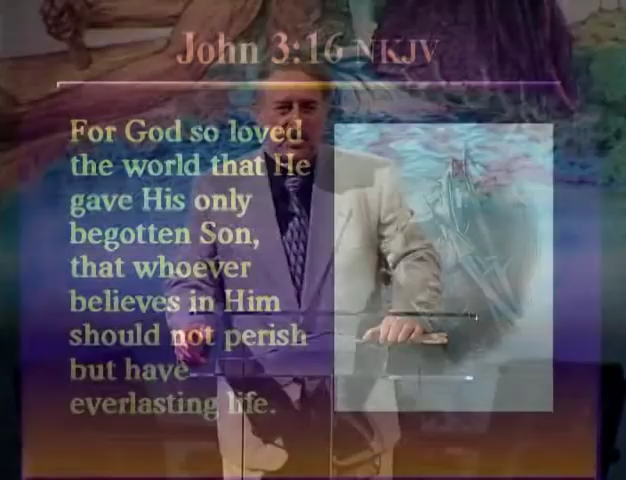 John 3:16 NKJV
For God so loved
the world that He
gave His only
begotten Son,
that whoever
believes in Him
should not perish
but have
everlasting life.